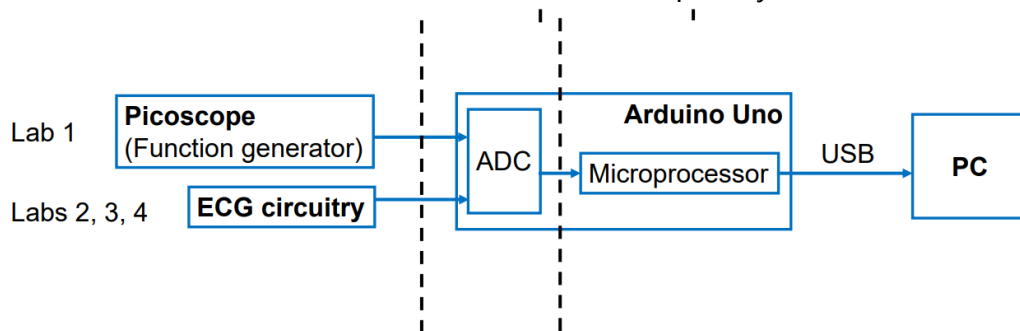 Lab 1
Picoscope
(Function generator)
ADC
Arduino Uno
Microprocessor
USB
PC
Labs 2, 3, 4
ECG circuitry